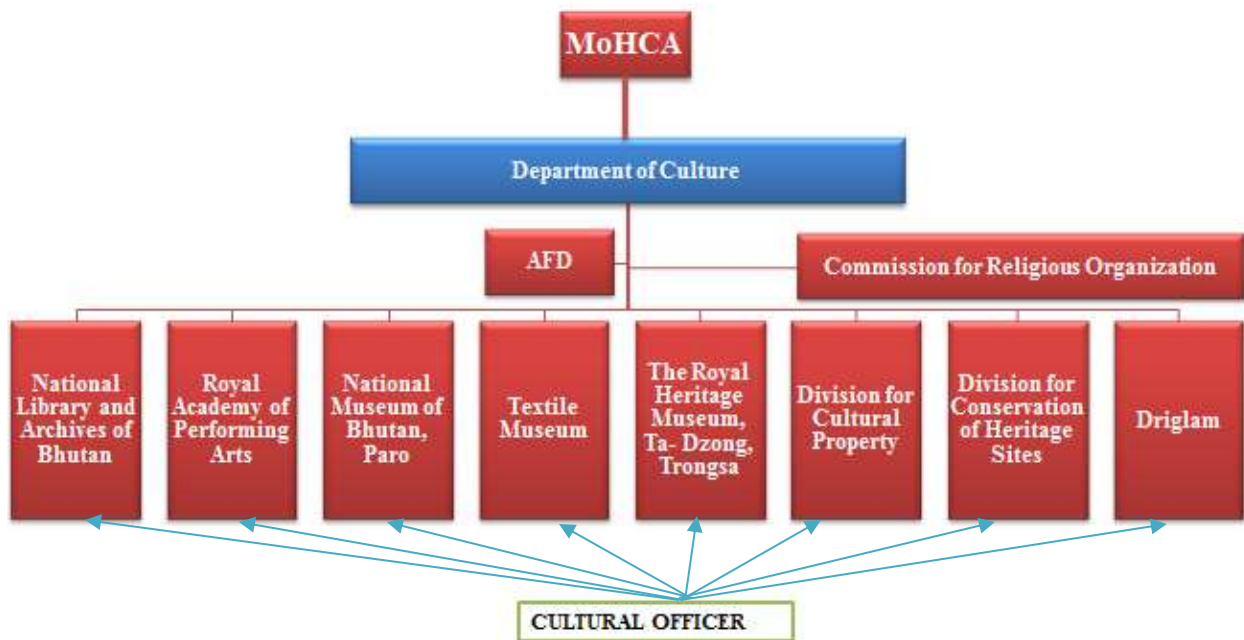 MoHCA
Department of Culture
AFD
Commission for Religious Organization
National
Library and
Archives of
Bhutan
Royal
Academy of
Performing
Arts
National
Museum of
Bhutan,
Paro
Textile
Museum
The Royal
Heritage
Museum,
Ta- Dzong,
Trongsa
Division for
Cultural
Property
Division for
Conservation
of Heritage
Sites
Driglam
CULTURAL OFFICER